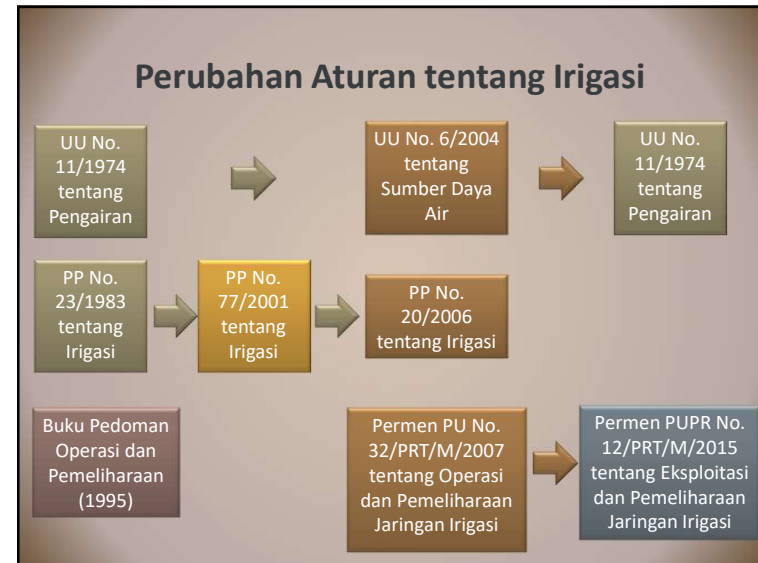 Perubahan Aturan tentang Irigasi
UU No.
11/1974
tentang
Pengairan
UU No. 6/2004
tentang
Sumber Daya
Air
UU No.
11/1974
tentang
Pengairan
PP No.
23/1983
tentang
Irigasi
PP No.
77/2001
tentang
Irigasi
PP No.
20/2006
tentang Irigasi
Buku Pedoman
Operasi dan
Pemeliharaan
(1995)
Permen PU No.
32/PRT/M/2007
tentang Operasi
dan Pemeliharaan
Jaringan Irigasi
Permen PUPR No.
12/PRT/M/2015
tentang Eksploitasi
dan Pemeliharaan
Jaringan Irigasi